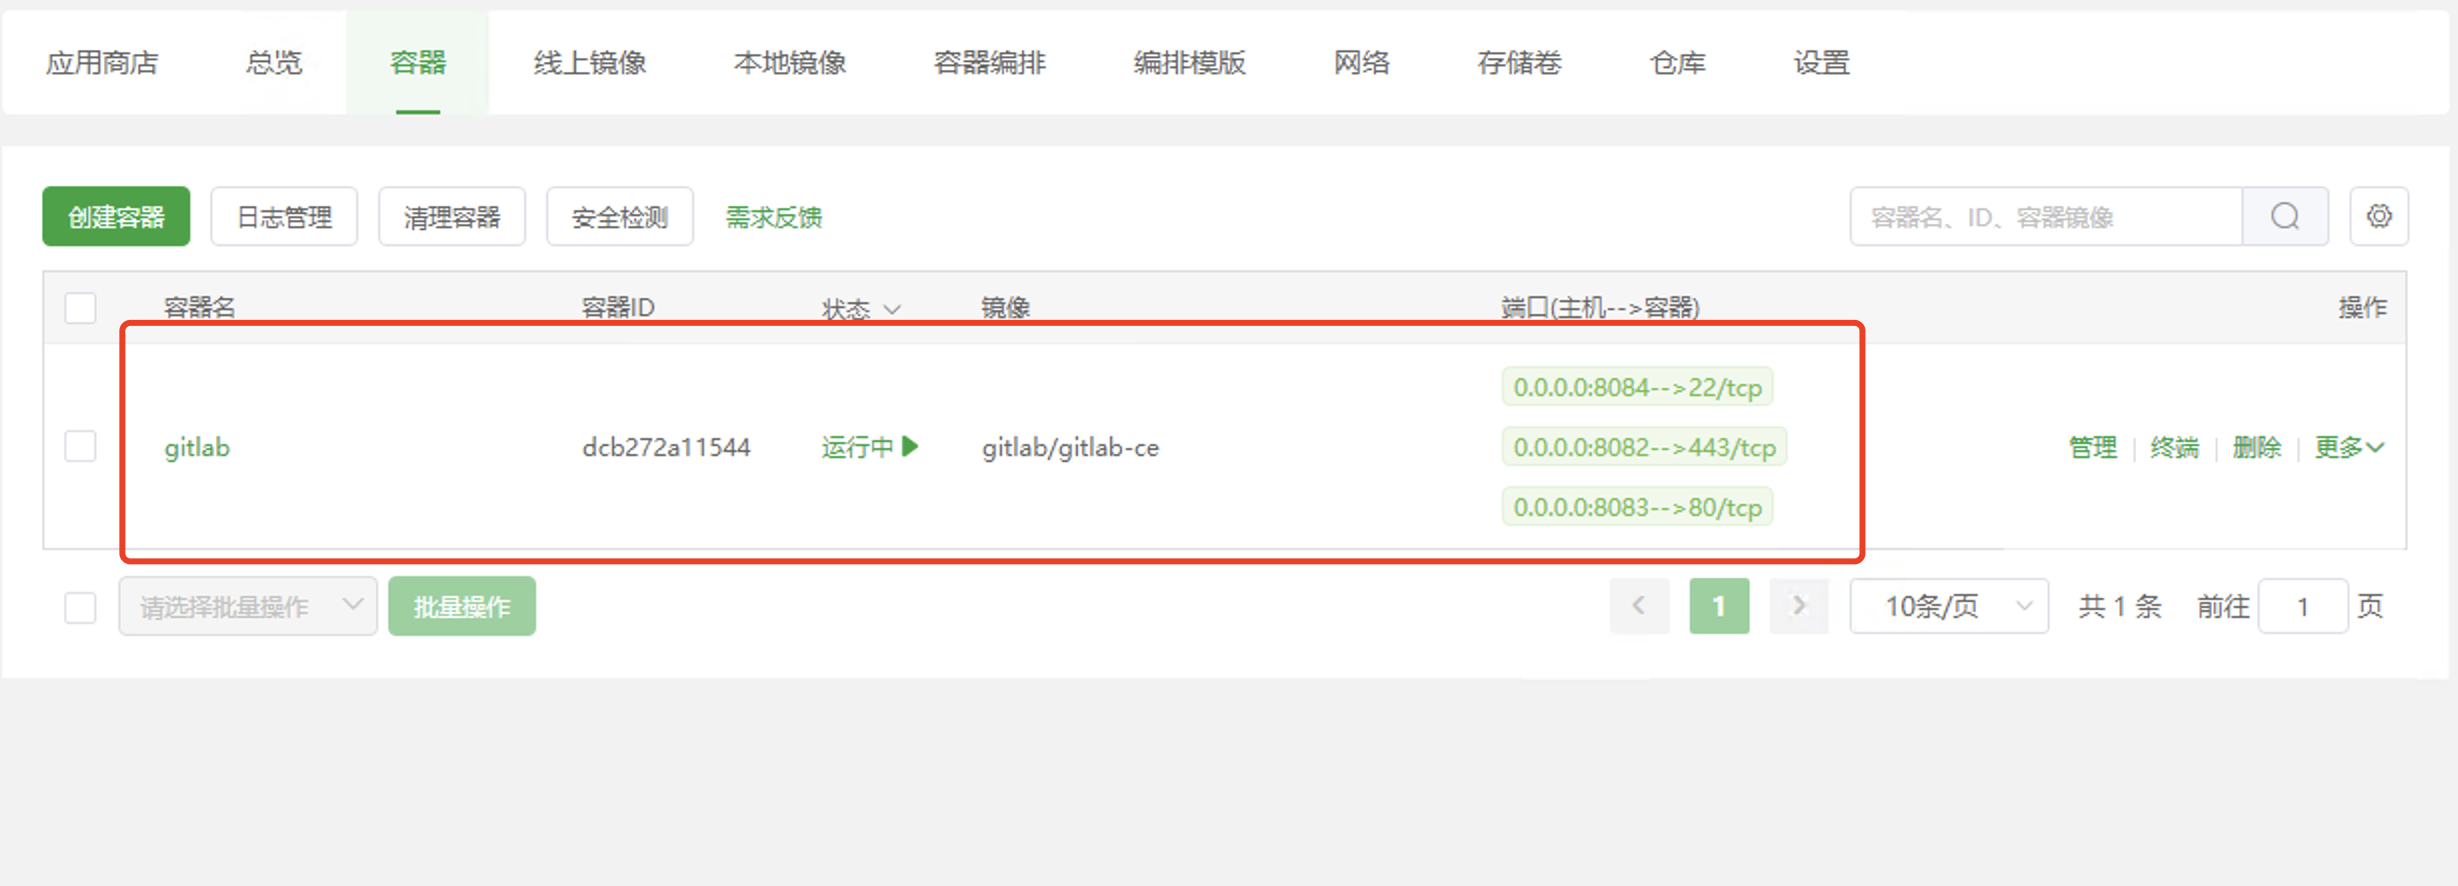 应用商店 总览 容器 线上镜像 本地镜像 容器编排 编排模版 网络 存储卷 仓库 设置
创建容器 日志管理 清理容器 安全检测 需求反馈 容器名、ID、容器镜像
容器名 容器ID 状态 镜像 端口(主机-->容器) 操作
0.0.0.0:8084-->22/tcp
gitlab dcb272a11544 运行中 gitlab/gitlab-ce 0.0.0.0:8082-->443/tcp 管理 终端 删除 更多
0.0.0.0:8083-->80/tcp
请选择批量操作 批量操作 1 10条/页 共 1 条 前往 1 页